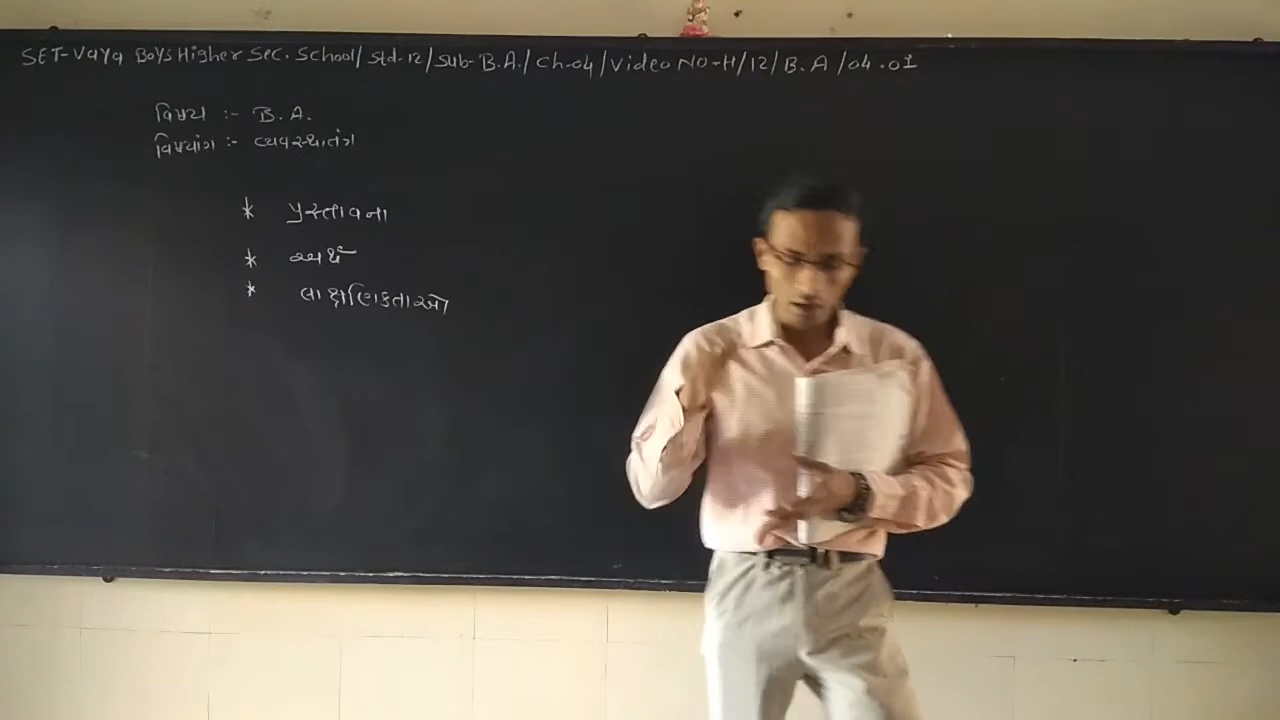 SET-Vaya Boys Higher Sec. School/ Std-12/ Sub-B.A./ Ch-04/ Video NO-H/12/ B.A /04.01
વિષય :- B.A.
વિષયાંગ :- વ્યવસ્થાતંત્ર
* પ્રસ્તાવના
* અર્થ
* લાક્ષણિકતાઓ